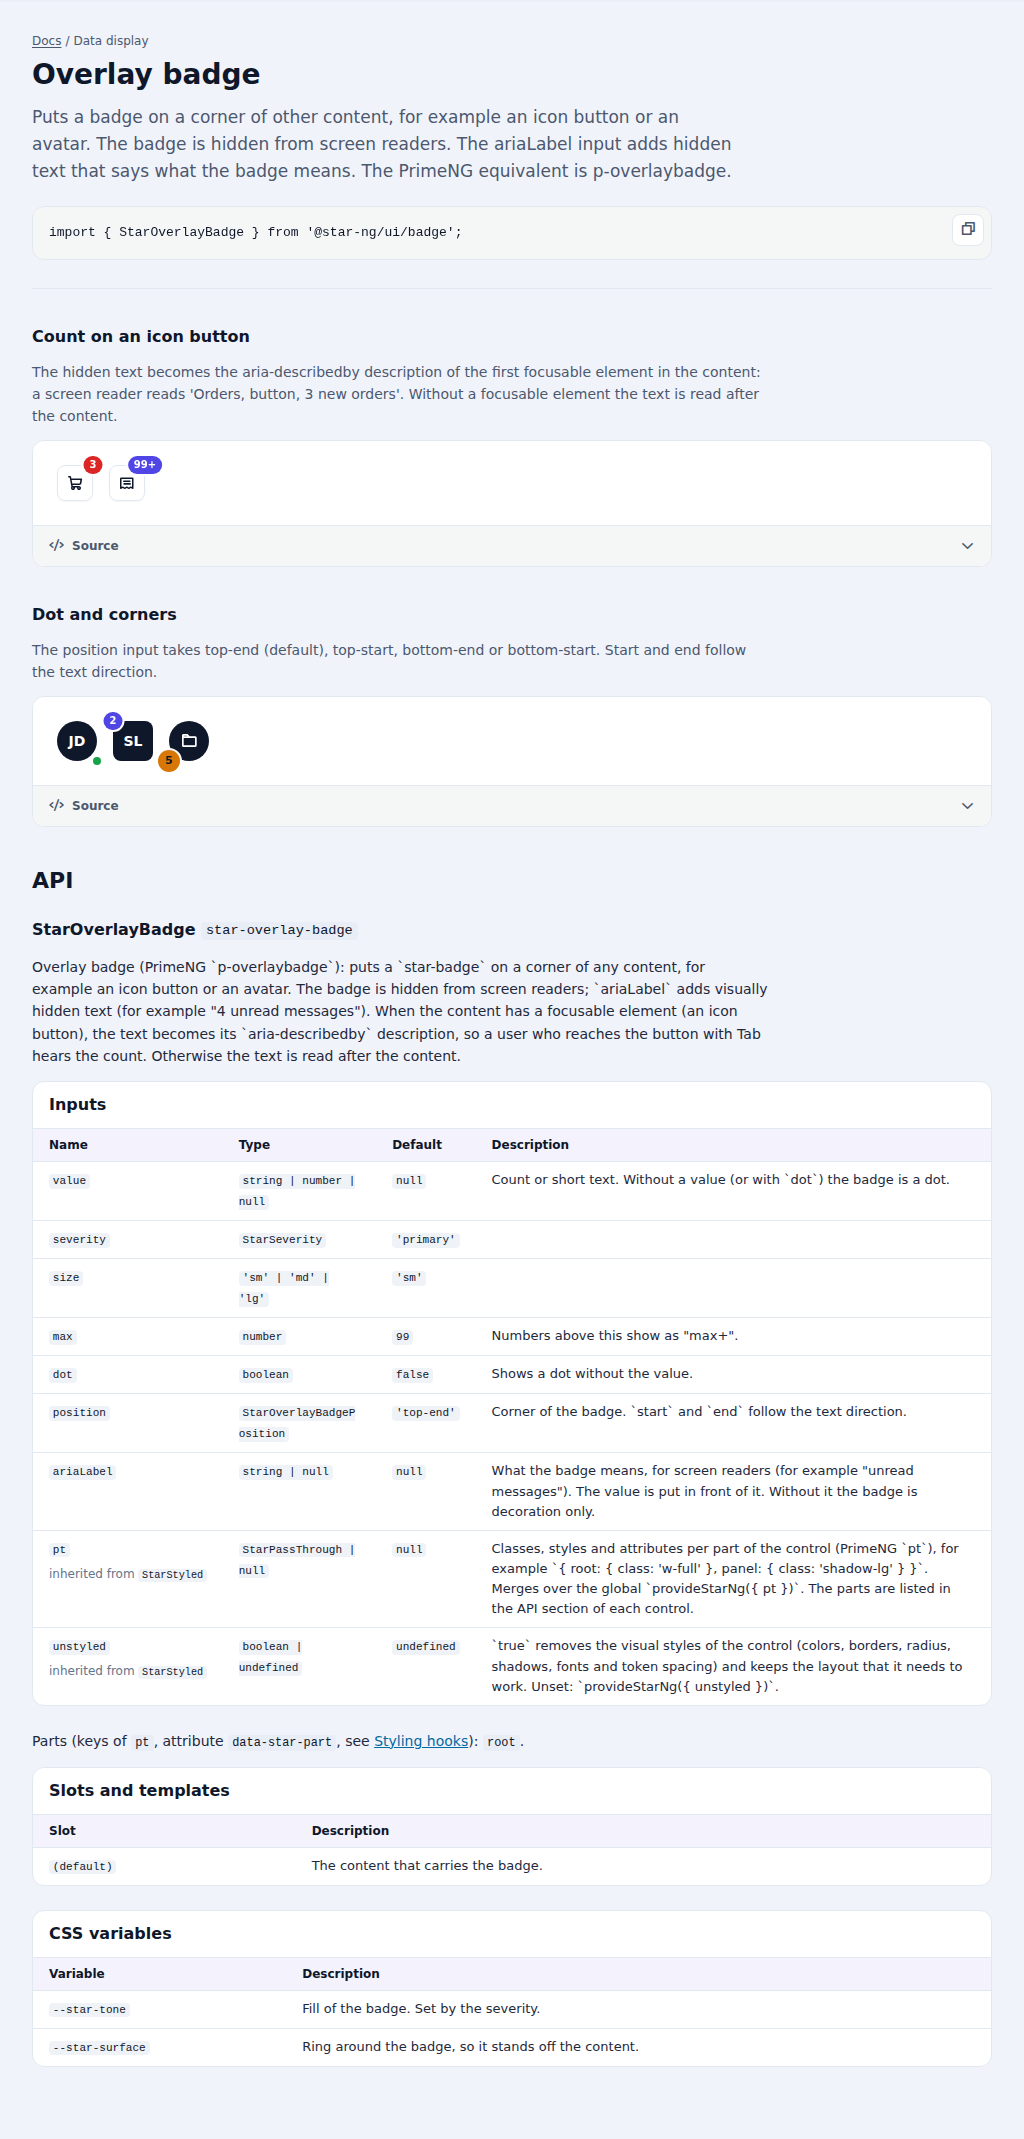 Docs / Data display
Overlay badge
Puts a badge on a corner of other content, for example an icon button or an
avatar. The badge is hidden from screen readers. The ariaLabel input adds hidden
text that says what the badge means. The PrimeNG equivalent is p-overlaybadge.
import { StarOverlayBadge } from '@star-ng/ui/badge';
Count on an icon button
The hidden text becomes the aria-describedby description of the first focusable element in the content:
a screen reader reads 'Orders, button, 3 new orders'. Without a focusable element the text is read after
the content.
3 99+
Source
Dot and corners
The position input takes top-end (default), top-start, bottom-end or bottom-start. Start and end follow
the text direction.
JD 2 SL 5
Source
API
StarOverlayBadge star-overlay-badge
Overlay badge (PrimeNG `p-overlaybadge`): puts a `star-badge` on a corner of any content, for
example an icon button or an avatar. The badge is hidden from screen readers; `ariaLabel` adds visually
hidden text (for example "4 unread messages"). When the content has a focusable element (an icon
button), the text becomes its `aria-describedby` description, so a user who reaches the button with Tab
hears the count. Otherwise the text is read after the content.
Inputs
Name Type Default Description
value string | number | null Count or short text. Without a value (or with `dot`) the badge is a dot.
null
severity StarSeverity 'primary'
size 'sm' | 'md' | 'sm'
'lg'
max number 99 Numbers above this show as "max+".
dot boolean false Shows a dot without the value.
position StarOverlayBadgeP 'top-end' Corner of the badge. `start` and `end` follow the text direction.
osition
ariaLabel string | null null What the badge means, for screen readers (for example "unread
messages"). The value is put in front of it. Without it the badge is
decoration only.
pt StarPassThrough | null Classes, styles and attributes per part of the control (PrimeNG `pt`), for
inherited from StarStyled null example `{ root: { class: 'w-full' }, panel: { class: 'shadow-lg' } }`.
Merges over the global `provideStarNg({ pt })`. The parts are listed in
the API section of each control.
unstyled boolean | undefined `true` removes the visual styles of the control (colors, borders, radius,
inherited from StarStyled undefined shadows, fonts and token spacing) and keeps the layout that it needs to
work. Unset: `provideStarNg({ unstyled })`.
Parts (keys of pt, attribute data-star-part, see Styling hooks): root.
Slots and templates
Slot Description
(default) The content that carries the badge.
CSS variables
Variable Description
--star-tone Fill of the badge. Set by the severity.
--star-surface Ring around the badge, so it stands off the content.